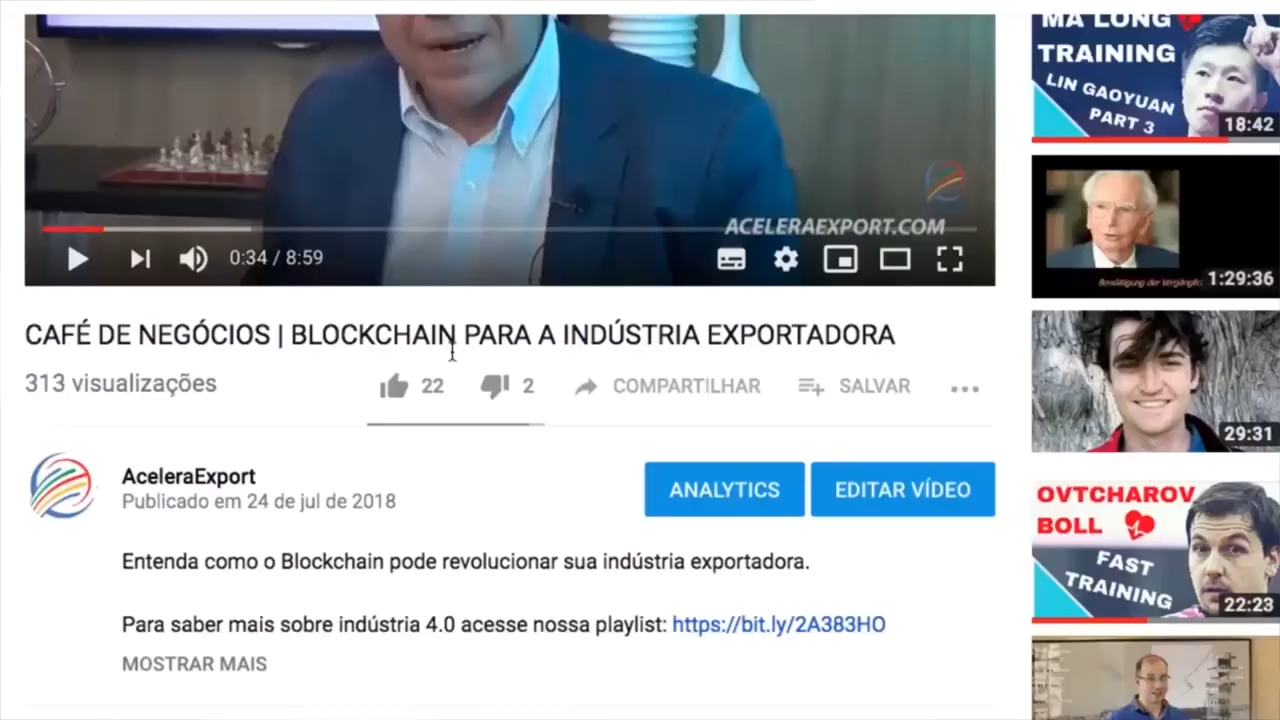 ACELERAEXPORT.COM
0:34 / 8:59
CAFÉ DE NEGÓCIOS | BLOCKCHAIN PARA A INDÚSTRIA EXPORTADORA
313 visualizações
22
2
COMPARTILHAR
SALVAR
AceleraExport
Publicado em 24 de jul de 2018
ANALYTICS
EDITAR VÍDEO
Entenda como o Blockchain pode revolucionar sua indústria exportadora.
Para saber mais sobre indústria 4.0 acesse nossa playlist: https://bit.ly/2A383HO
MOSTRAR MAIS
MA LONG
TRAINING
LIN GAOYUAN
PART 3
18:42
1:29:36
29:31
OVTCHAROV
BOLL
FAST
TRAINING
22:23